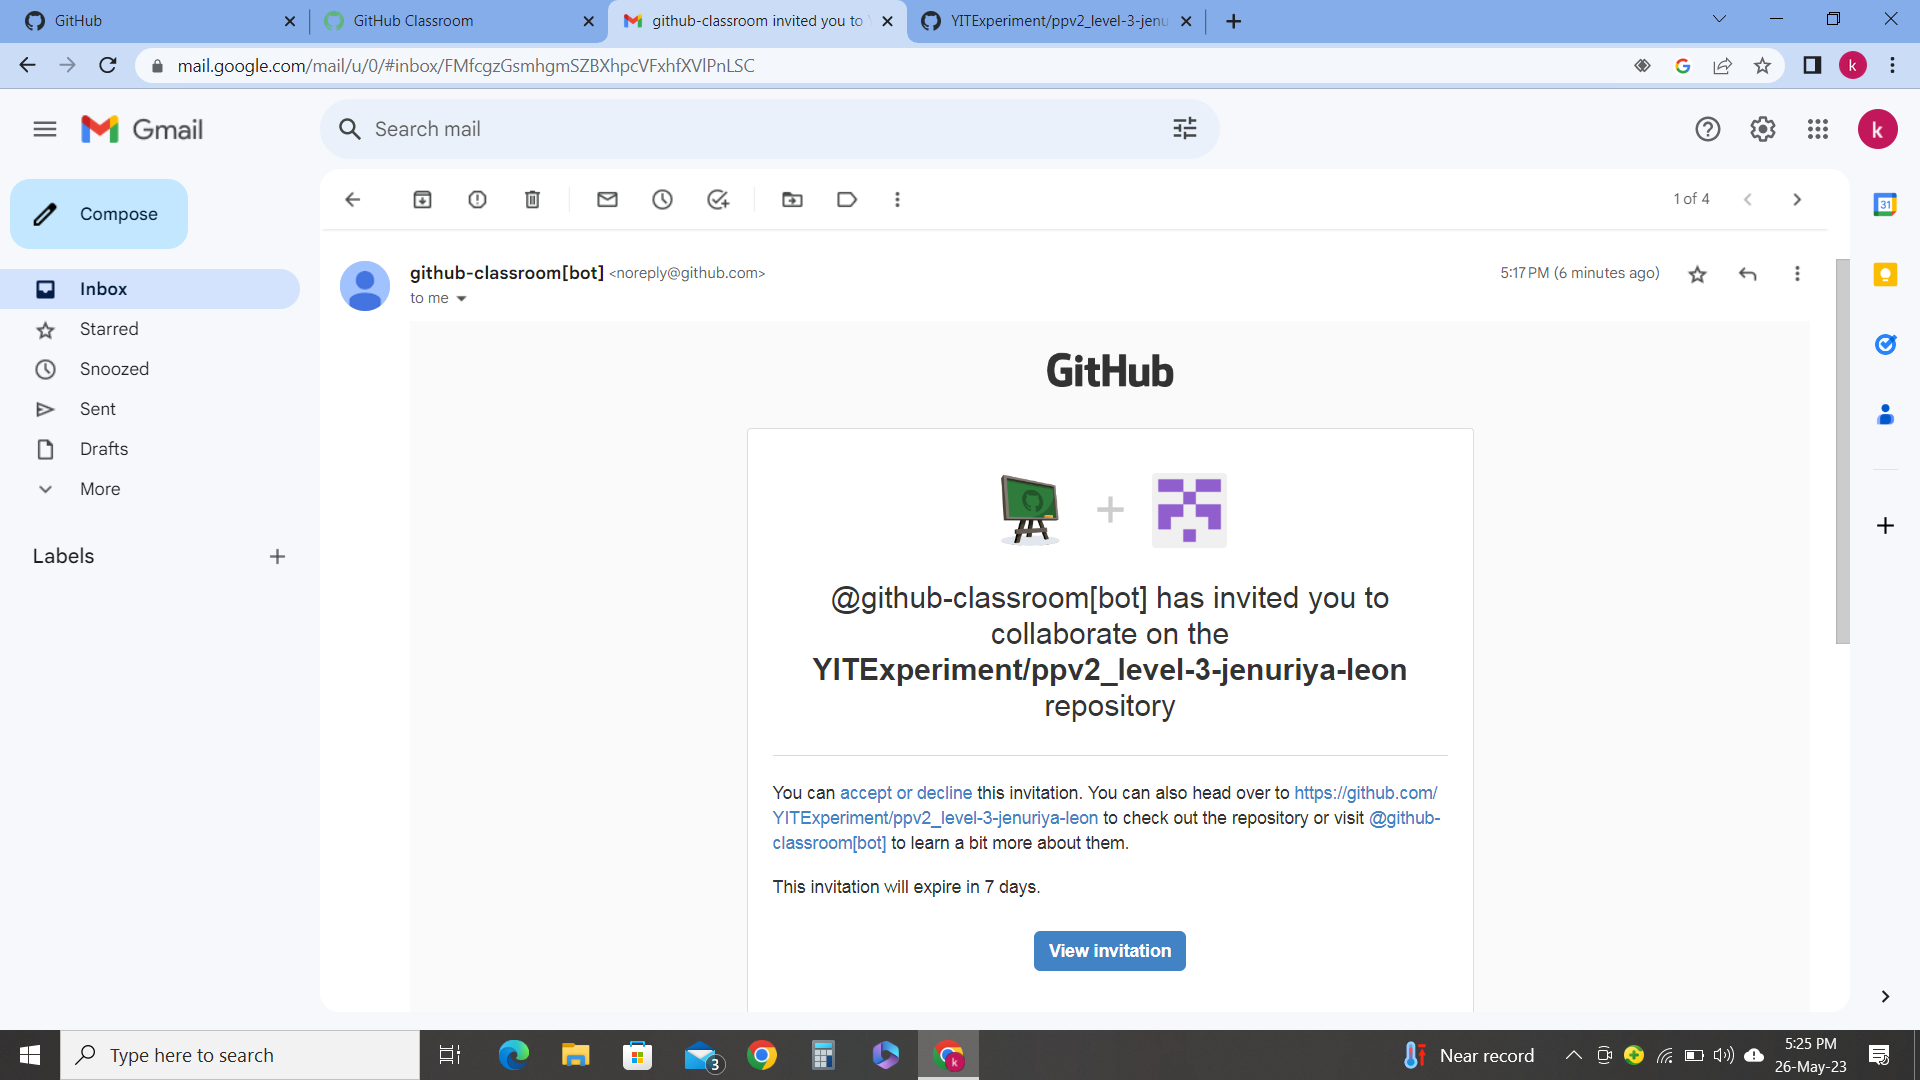 GitHub
GitHub Classroom
github-classroom invited you to
YITExperiment/ppv2_level-3-jenu
mail.google.com/mail/u/0/#inbox/FMfcgzGsmhgmSZBXhpcVFxhfXVlPnLSC
k
Gmail
Search mail
k
Compose
1 of 4
31
Inbox
Starred
Snoozed
Sent
Drafts
More
Labels
github-classroom[bot] <noreply@github.com>
5:17 PM (6 minutes ago)
to me
GitHub
@github-classroom[bot] has invited you to
collaborate on the
YITExperiment/ppv2_level-3-jenuriya-leon
repository
You can accept or decline this invitation. You can also head over to https://github.com/
YITExperiment/ppv2_level-3-jenuriya-leon to check out the repository or visit @github-
classroom[bot] to learn a bit more about them.
This invitation will expire in 7 days.
View invitation
Type here to search
3
k
Near record
5:25 PM
26-May-23